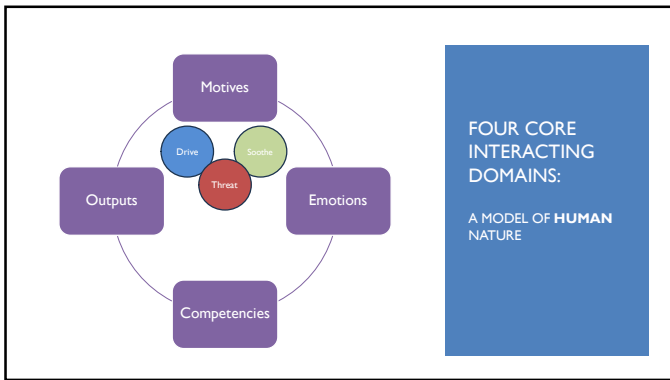 Motives
Drive
Soothe
Threat
Outputs
Emotions
Competencies
FOUR CORE
INTERACTING
DOMAINS:
A MODEL OF HUMAN
NATURE